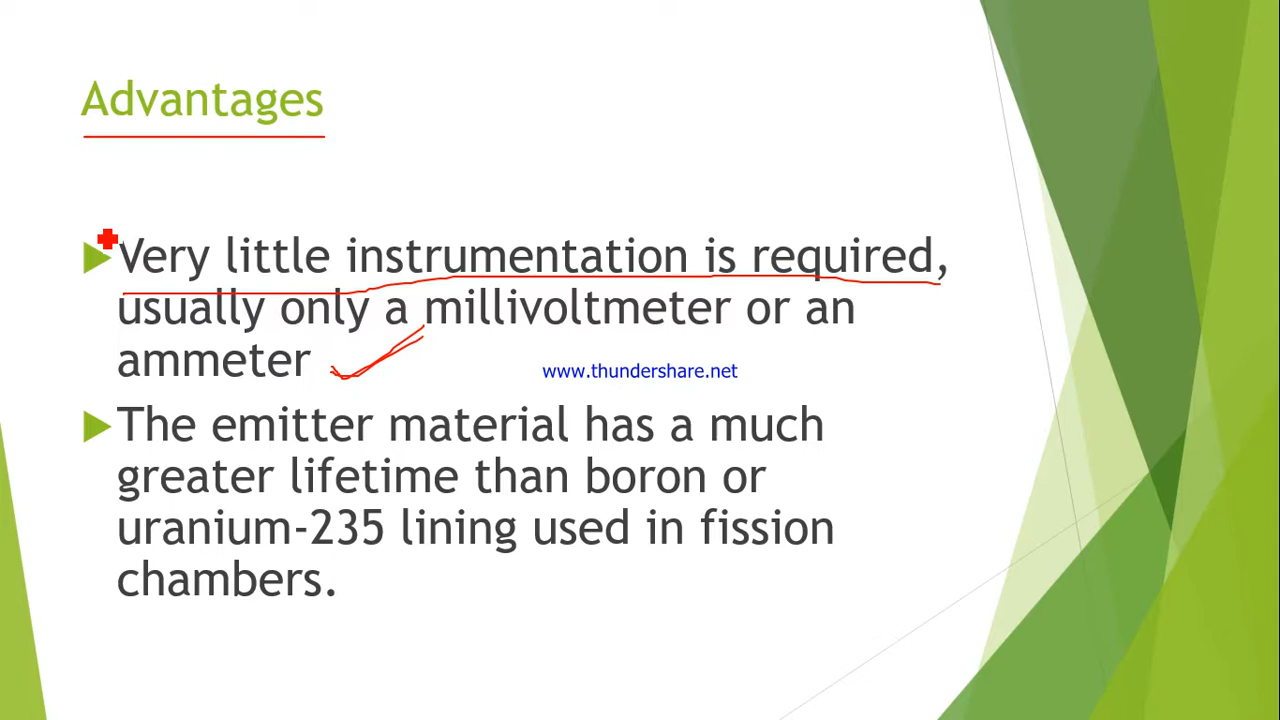 Advantages
Very little instrumentation is required,
usually only a millivoltmeter or an
ammeter
www.thundershare.net
The emitter material has a much
greater lifetime than boron or
uranium-235 lining used in fission
chambers.